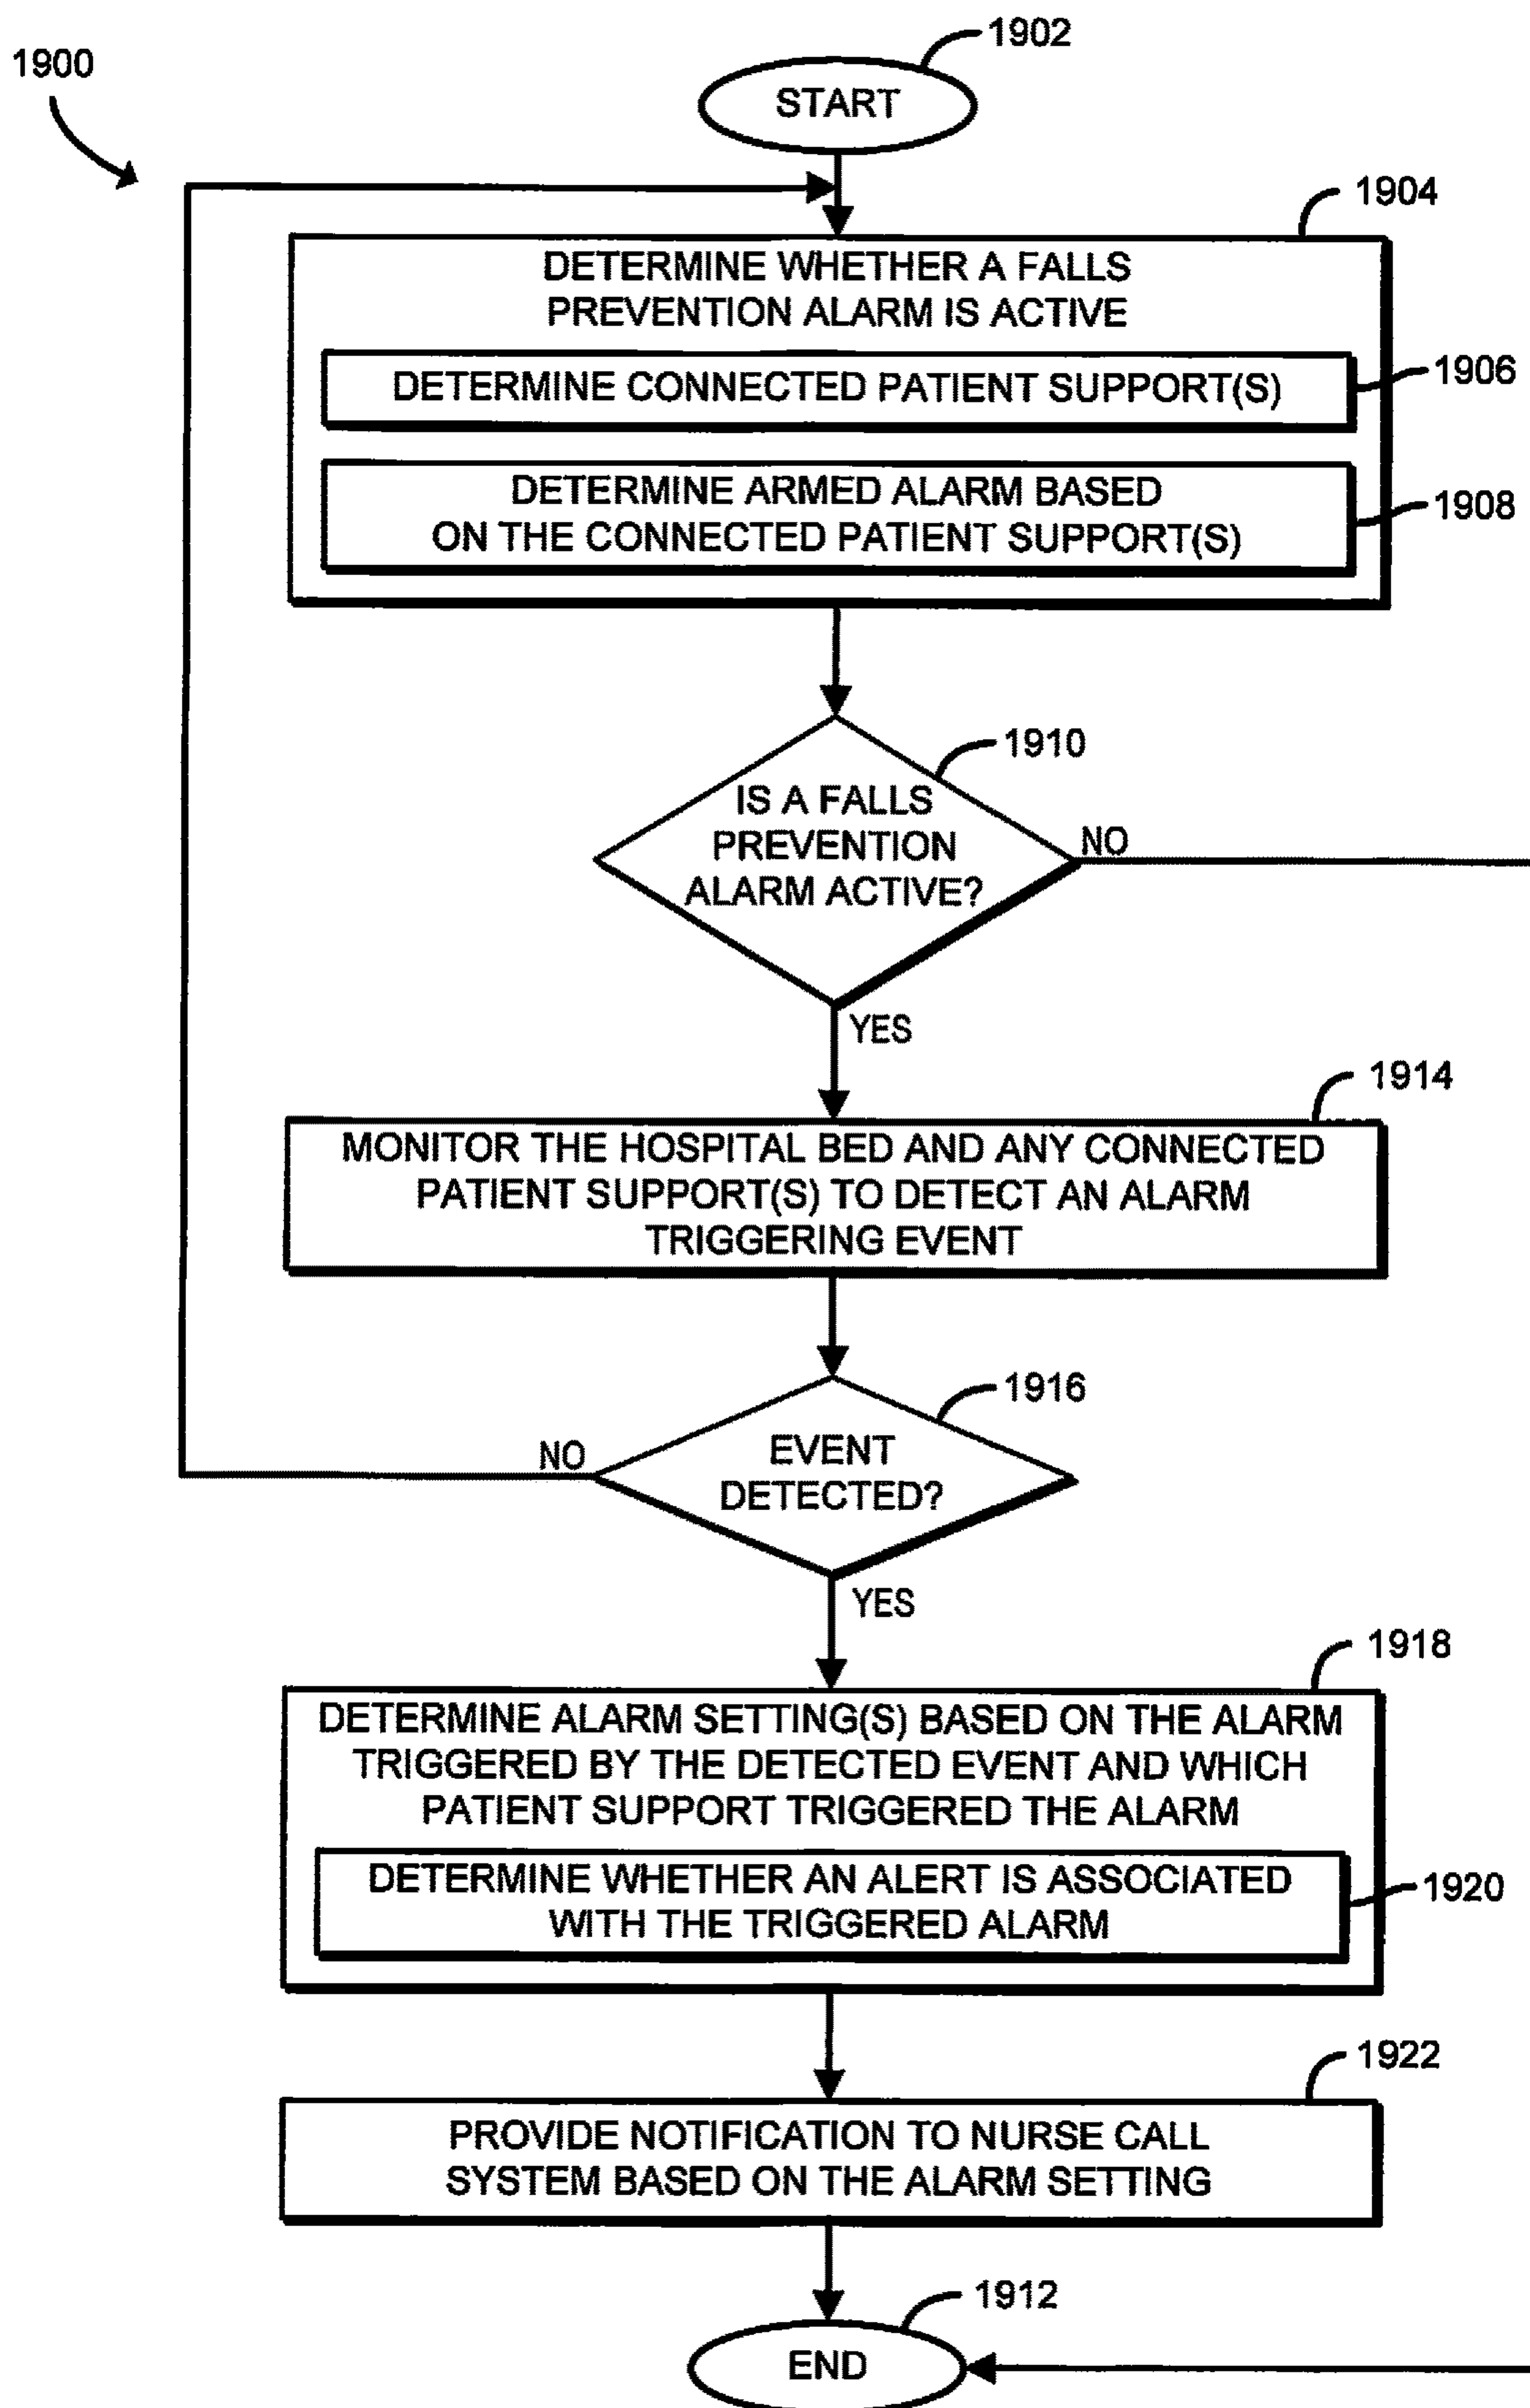 1900
1902
START
1904
DETERMINE WHETHER A FALLS
PREVENTION ALARM IS ACTIVE
DETERMINE CONNECTED PATIENT SUPPORT(S)
1906
DETERMINE ARMED ALARM BASED
ON THE CONNECTED PATIENT SUPPORT(S)
1908
1910
IS A FALLS
PREVENTION
ALARM ACTIVE?
NO
YES
1914
MONITOR THE HOSPITAL BED AND ANY CONNECTED
PATIENT SUPPORT(S) TO DETECT AN ALARM
TRIGGERING EVENT
1916
EVENT
DETECTED?
NO
YES
1918
DETERMINE ALARM SETTING(S) BASED ON THE ALARM
TRIGGERED BY THE DETECTED EVENT AND WHICH
PATIENT SUPPORT TRIGGERED THE ALARM
DETERMINE WHETHER AN ALERT IS ASSOCIATED
WITH THE TRIGGERED ALARM
1920
1922
PROVIDE NOTIFICATION TO NURSE CALL
SYSTEM BASED ON THE ALARM SETTING
1912
END